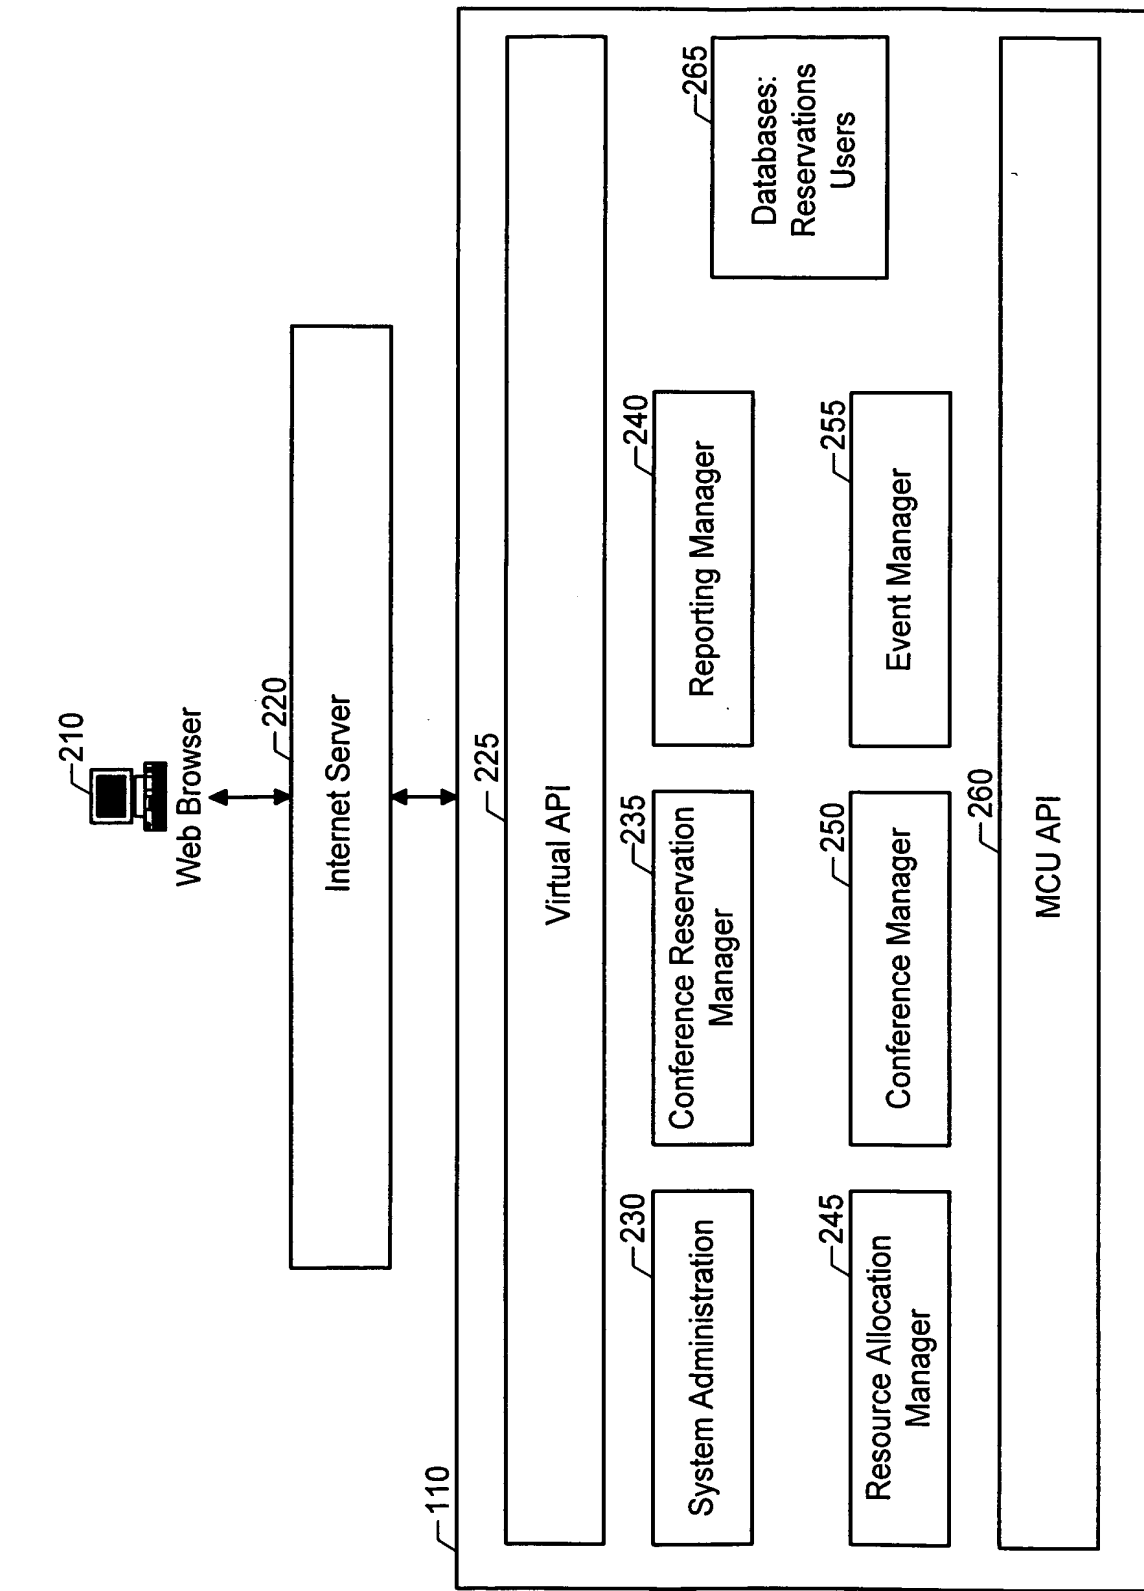 210
Web Browser
220
Internet Server
110
225
Virtual API
230
System Administration
235
Conference Reservation
Manager
240
Reporting Manager
265
Databases:
Reservations
Users
245
Resource Allocation
Manager
250
Conference Manager
255
Event Manager
260
MCU API